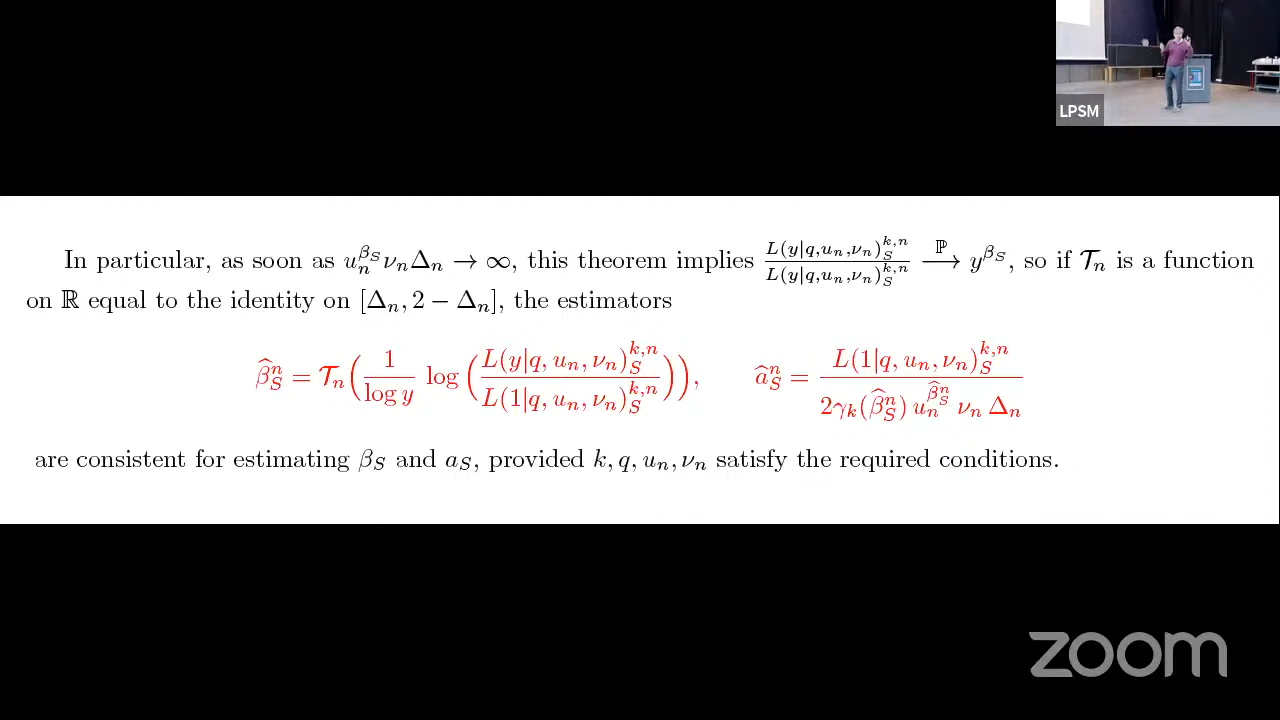 LPSM
In particular, as soon as $u_n^{\beta_S} \nu_n \Delta_n \to \infty$, this theorem implies $\frac{L(y|q,u_n,\nu_n)_S^{k,n}}{L(y|q,u_n,\nu_n)_S^{k,n}} \xrightarrow{\mathbb{P}} y^{\beta_S}$, so if $\mathcal{T}_n$ is a function
on $\mathbb{R}$ equal to the identity on $[\Delta_n, 2 - \Delta_n]$, the estimators
$\widehat{\beta}_S^n = \mathcal{T}_n\Big(\frac{1}{\log y} \log\Big(\frac{L(y|q,u_n,\nu_n)_S^{k,n}}{L(1|q,u_n,\nu_n)_S^{k,n}}\Big)\Big), \qquad \widehat{a}_S^n = \frac{L(1|q,u_n,\nu_n)_S^{k,n}}{2\gamma_k(\widehat{\beta}_S^n) \, u_n^{\widehat{\beta}_S^n} \, \nu_n \, \Delta_n}$
are consistent for estimating $\beta_S$ and $a_S$, provided $k, q, u_n, \nu_n$ satisfy the required conditions.
zoom